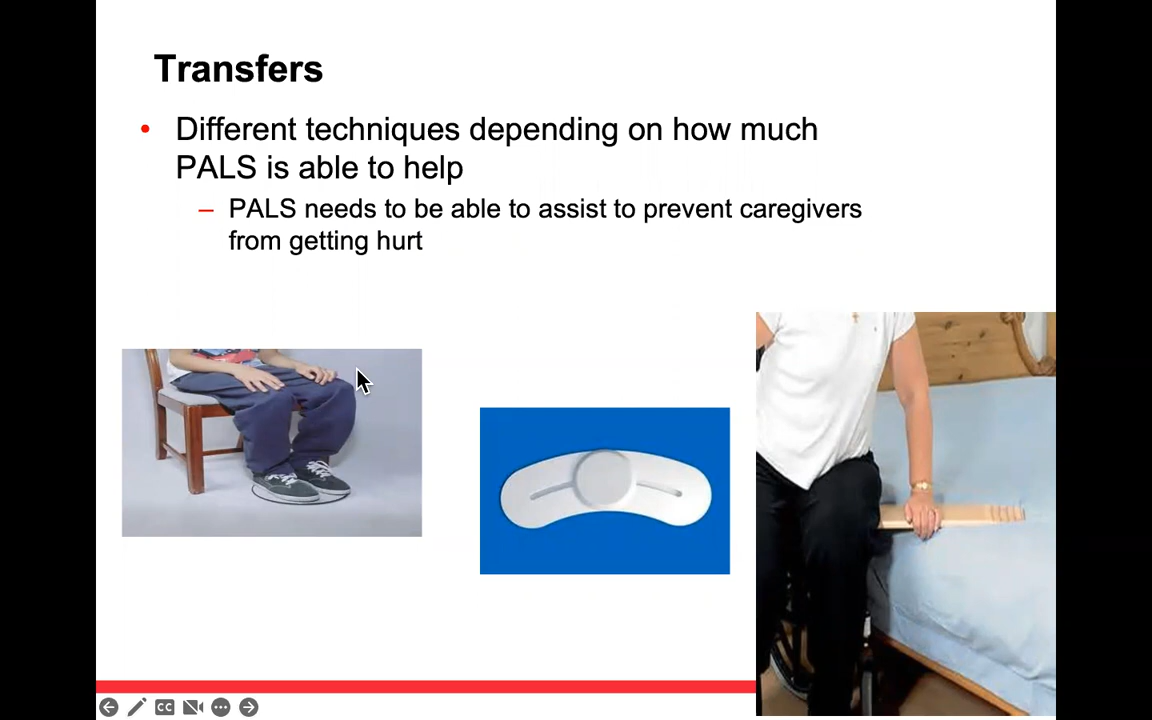 Transfers
• Different techniques depending on how much
PALS is able to help
– PALS needs to be able to assist to prevent caregivers
from getting hurt
CC